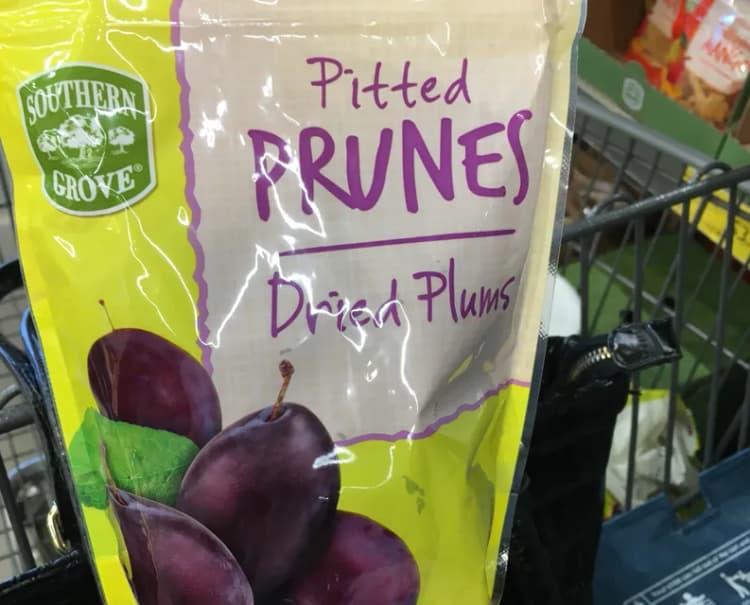 SOUTHERN
GROVE®
Pitted
PRUNES
Dried Plums